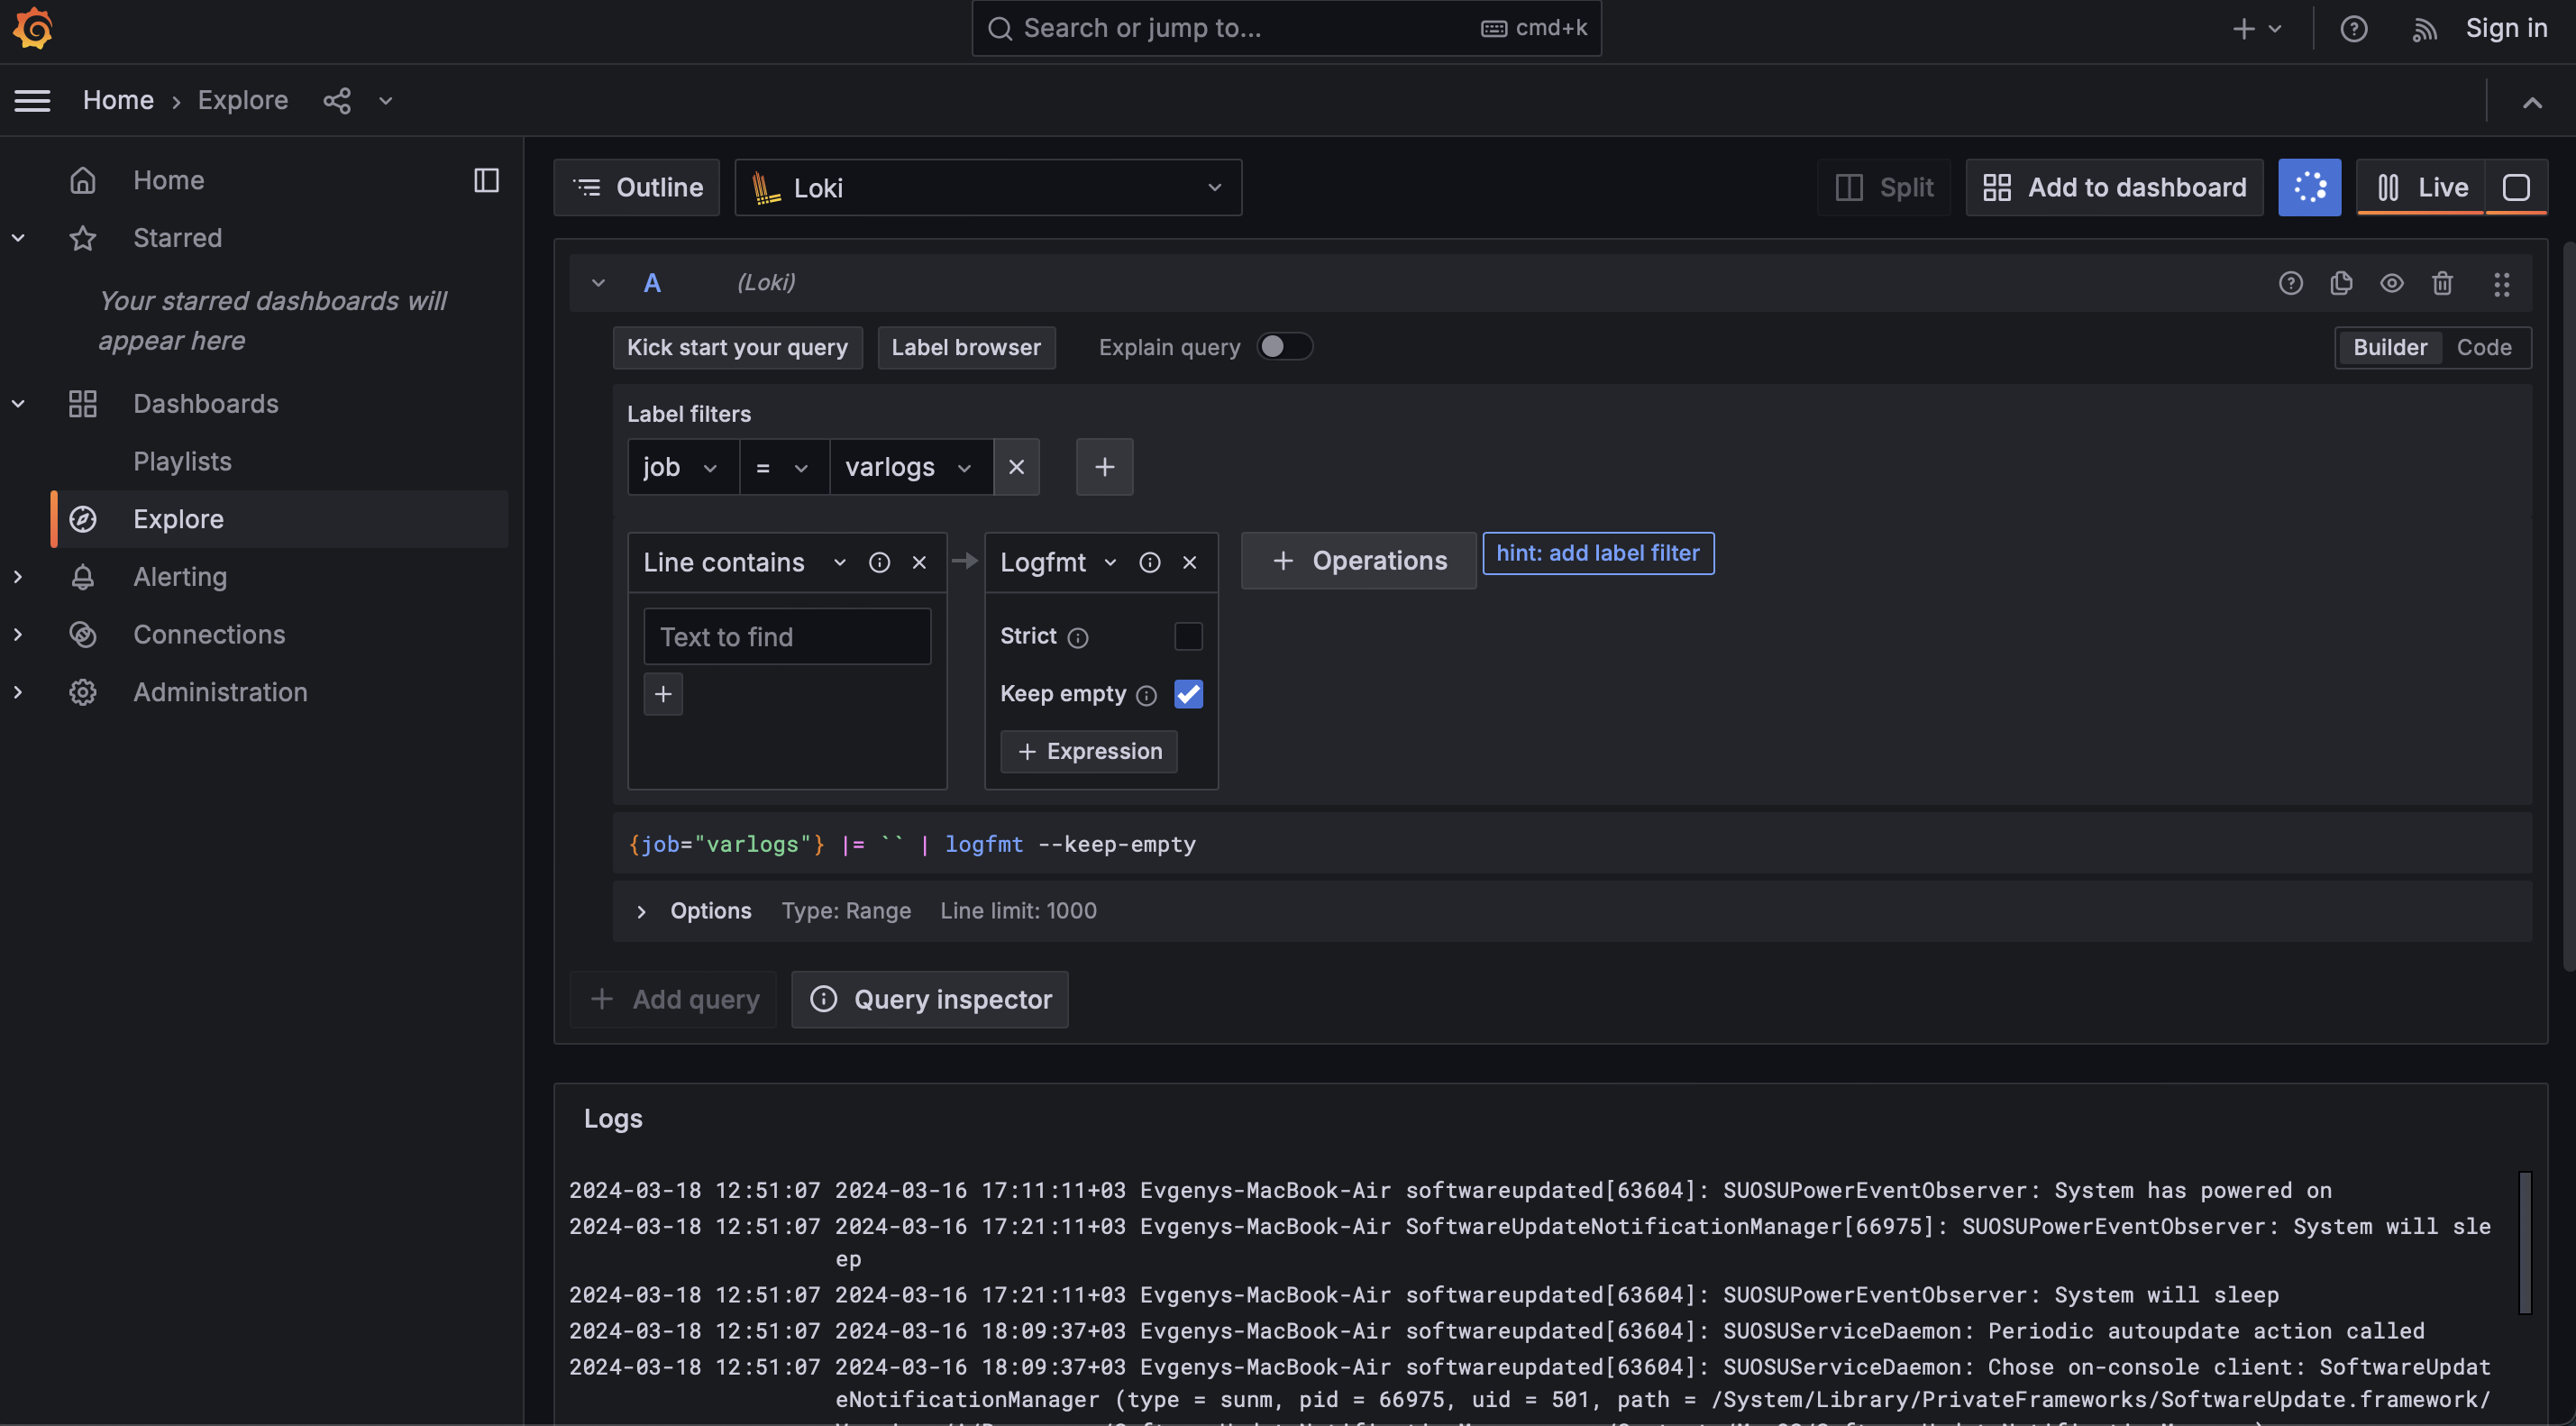 Search or jump to... cmd+k
Sign in
Home › Explore
Home
Starred
Your starred dashboards will
appear here
Dashboards
Playlists
Explore
Alerting
Connections
Administration
Outline
Loki
Split
Add to dashboard
Live
A (Loki)
Kick start your query
Label browser
Explain query
Builder
Code
Label filters
job = varlogs
Line contains
Text to find
Logfmt
Strict
Keep empty
+ Expression
+ Operations
hint: add label filter
{job="varlogs"} |= `` | logfmt --keep-empty
Options Type: Range Line limit: 1000
+ Add query
Query inspector
Logs
2024-03-18 12:51:07 2024-03-16 17:11:11+03 Evgenys-MacBook-Air softwareupdated[63604]: SUOSUPowerEventObserver: System has powered on
2024-03-18 12:51:07 2024-03-16 17:21:11+03 Evgenys-MacBook-Air SoftwareUpdateNotificationManager[66975]: SUOSUPowerEventObserver: System will sle
ep
2024-03-18 12:51:07 2024-03-16 17:21:11+03 Evgenys-MacBook-Air softwareupdated[63604]: SUOSUPowerEventObserver: System will sleep
2024-03-18 12:51:07 2024-03-16 18:09:37+03 Evgenys-MacBook-Air softwareupdated[63604]: SUOSUServiceDaemon: Periodic autoupdate action called
2024-03-18 12:51:07 2024-03-16 18:09:37+03 Evgenys-MacBook-Air softwareupdated[63604]: SUOSUServiceDaemon: Chose on-console client: SoftwareUpdat
eNotificationManager (type = sunm, pid = 66975, uid = 501, path = /System/Library/PrivateFrameworks/SoftwareUpdate.framework/